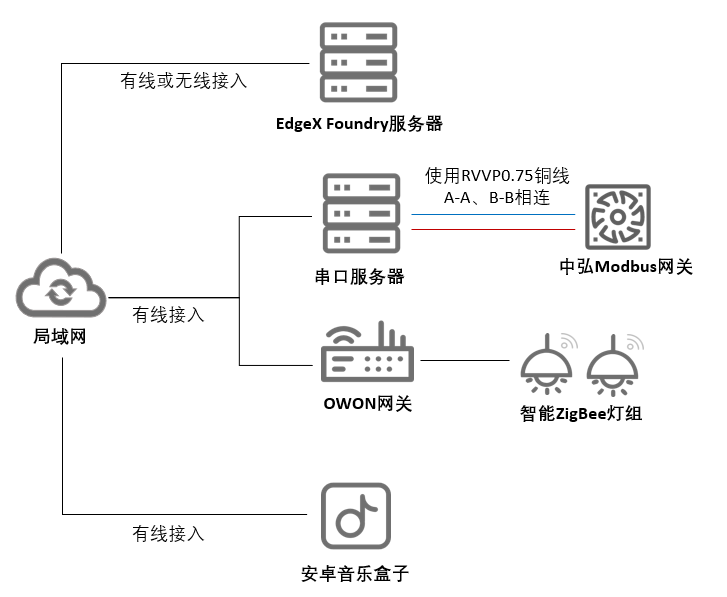 有线或无线接入
EdgeX Foundry服务器
使用RVVP0.75铜线
A-A、B-B相连
串口服务器
中弘Modbus网关
局域网
有线接入
OWON网关
智能ZigBee灯组
有线接入
安卓音乐盒子